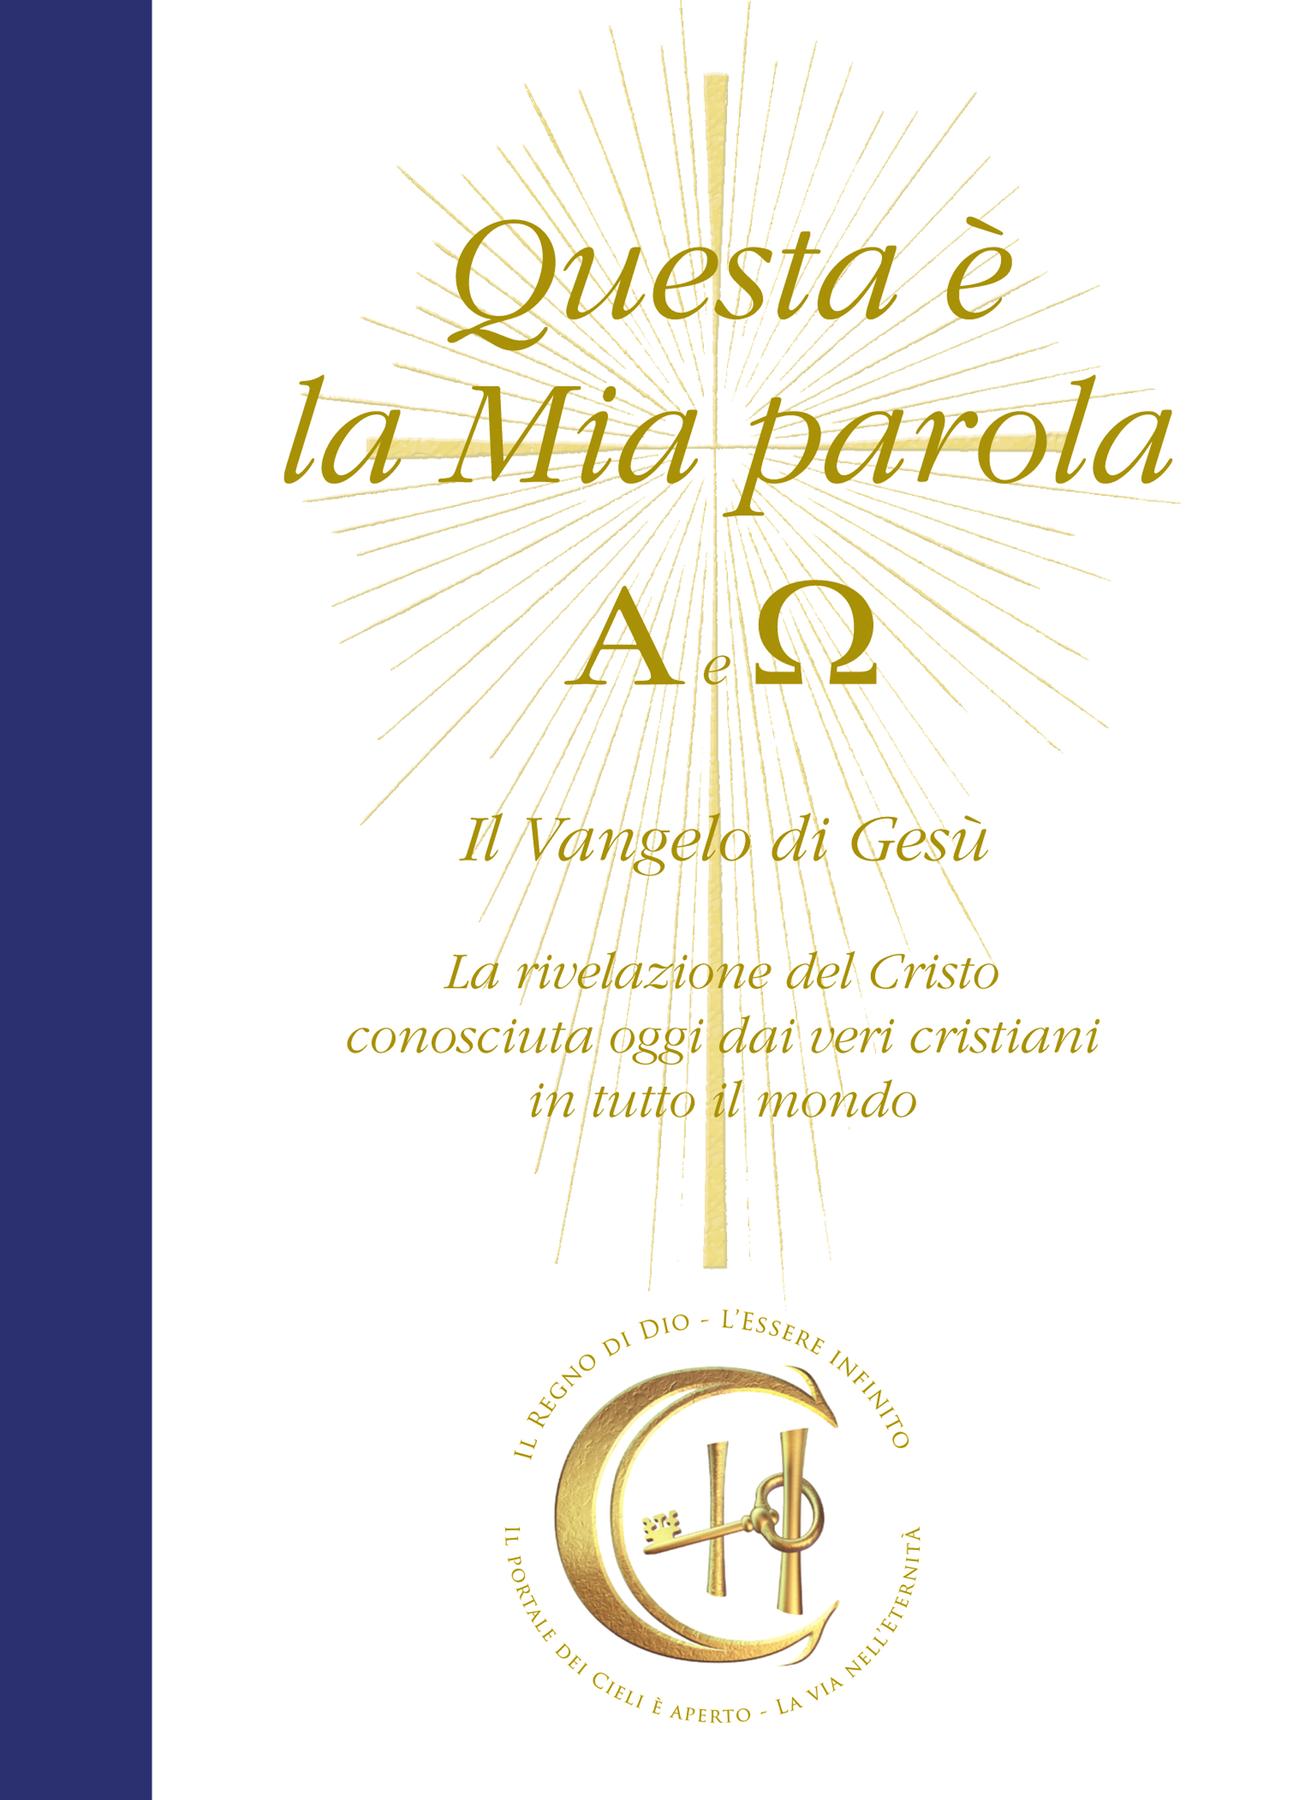 Questa è
la Mia parola
A e Ω
Il Vangelo di Gesù
La rivelazione del Cristo
conosciuta oggi dai veri cristiani
in tutto il mondo
Il Regno di Dio - L'Essere infinito
CH
Il portale dei Cieli è aperto - La via nell'eternità